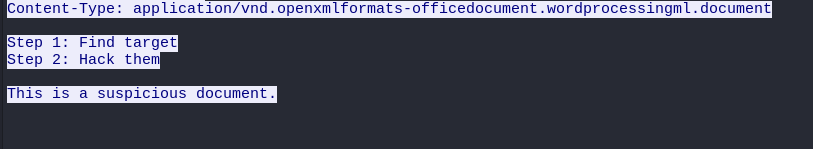 Content-Type: application/vnd.openxmlformats-officedocument.wordprocessingml.document
Step 1: Find target
Step 2: Hack them
This is a suspicious document.